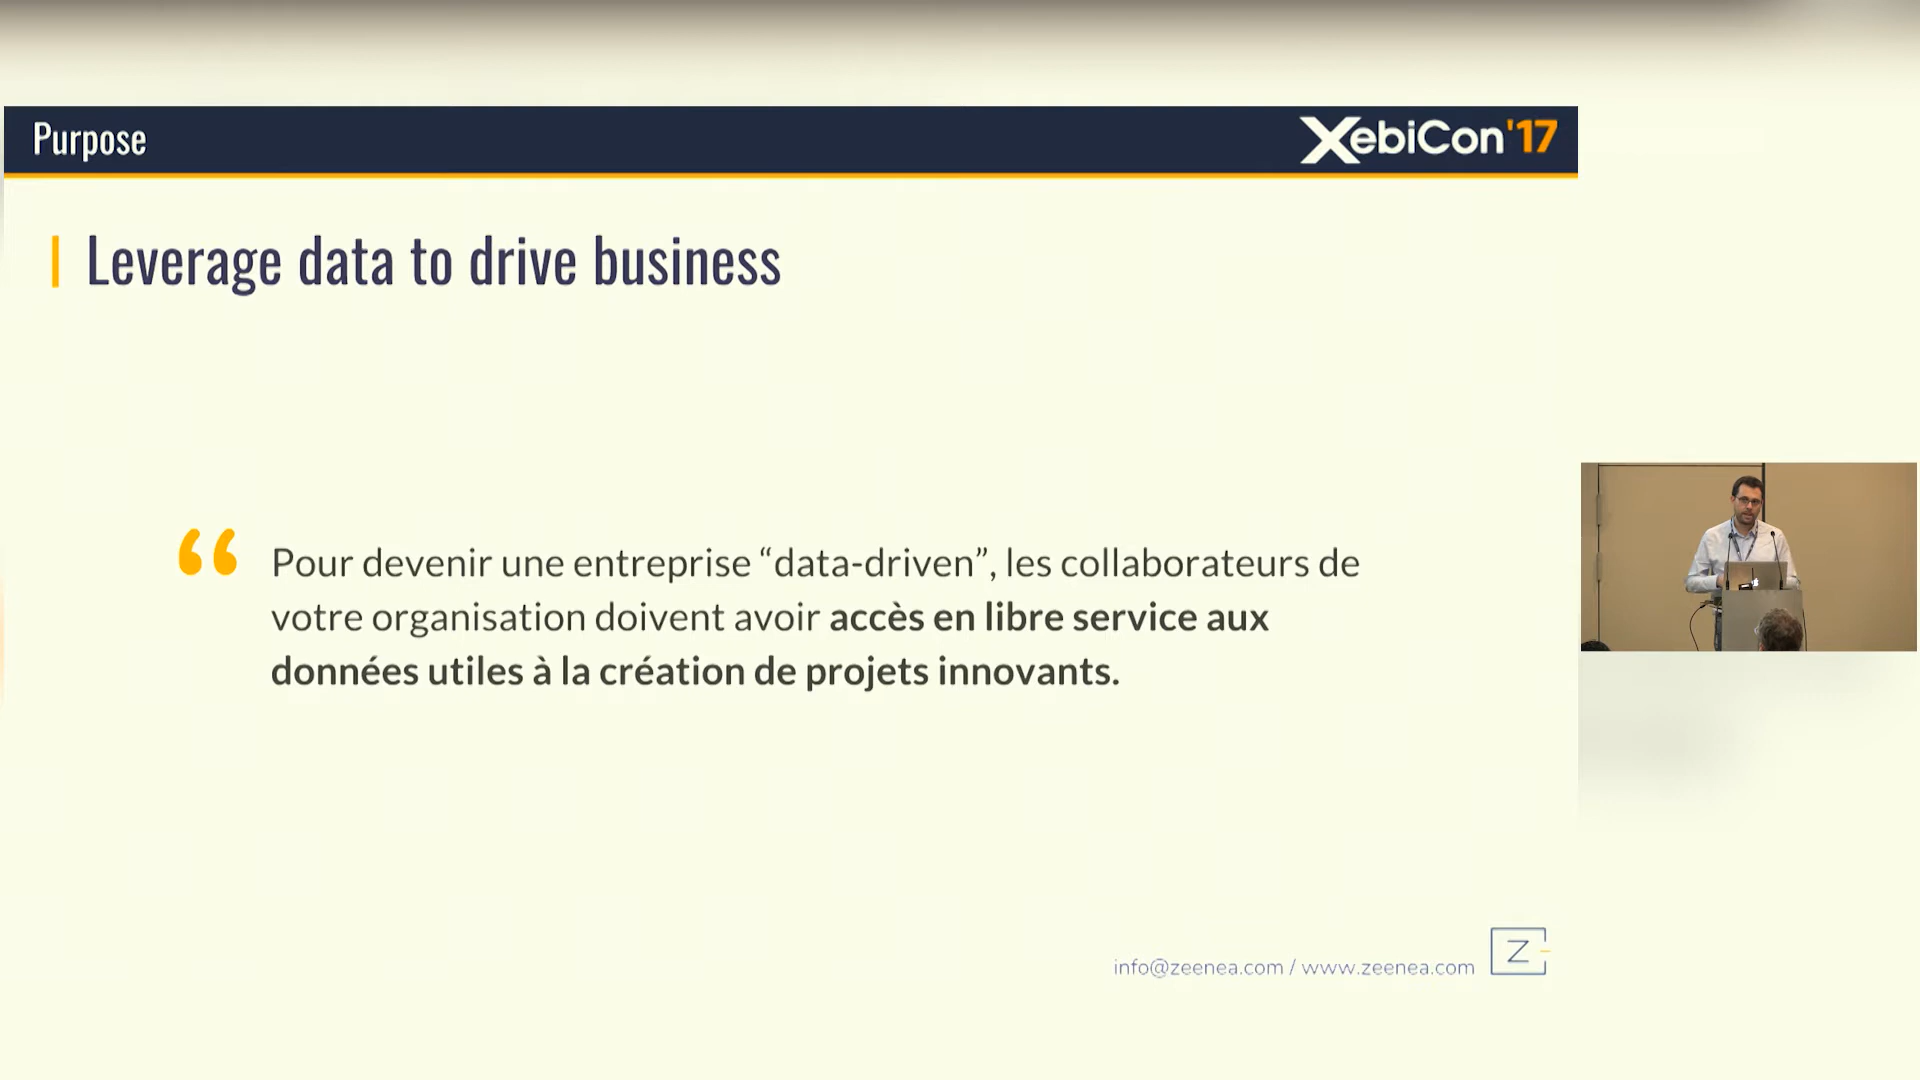 Purpose
XebiCon'17
Leverage data to drive business
“ Pour devenir une entreprise “data-driven”, les collaborateurs de
votre organisation doivent avoir accès en libre service aux
données utiles à la création de projets innovants.
info@zeenea.com / www.zeenea.com
Z